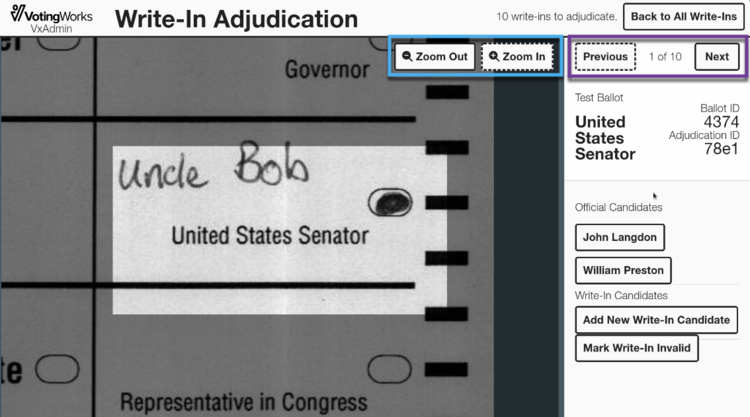 VotingWorks
VxAdmin
Write-In Adjudication
10 write-ins to adjudicate.
Back to All Write-Ins
Zoom Out
Zoom In
Previous
1 of 10
Next
Governor
Uncle Bob
United States Senator
te
Representative in Congress
Test Ballot
United
States
Senator
Ballot ID
4374
Adjudication ID
78e1
Official Candidates
John Langdon
William Preston
Write-In Candidates
Add New Write-In Candidate
Mark Write-In Invalid